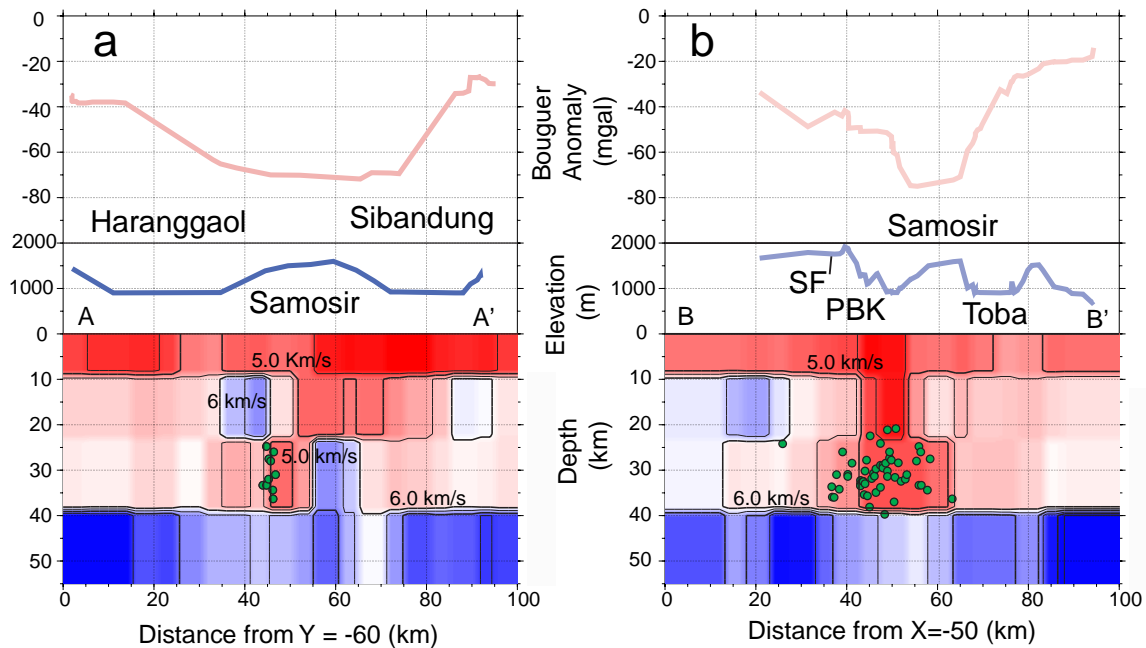 a
0
-20
-40
-60
-80
Bouguer
Anomaly
(mgal)
Haranggaol
Sibandung
2000
1000
0
Samosir
A
A'
Elevation
(m)
5.0 Km/s
6 km/s
5.0 km/s
6.0 km/s
10
20
30
40
50
Depth
(km)
0 20 40 60 80 100
Distance from Y = -60 (km)
b
0
-20
-40
-60
-80
Samosir
2000
1000
0
SF
PBK
Toba
B
B'
5.0 km/s
6.0 km/s
10
20
30
40
50
0 20 40 60 80 100
Distance from X=-50 (km)